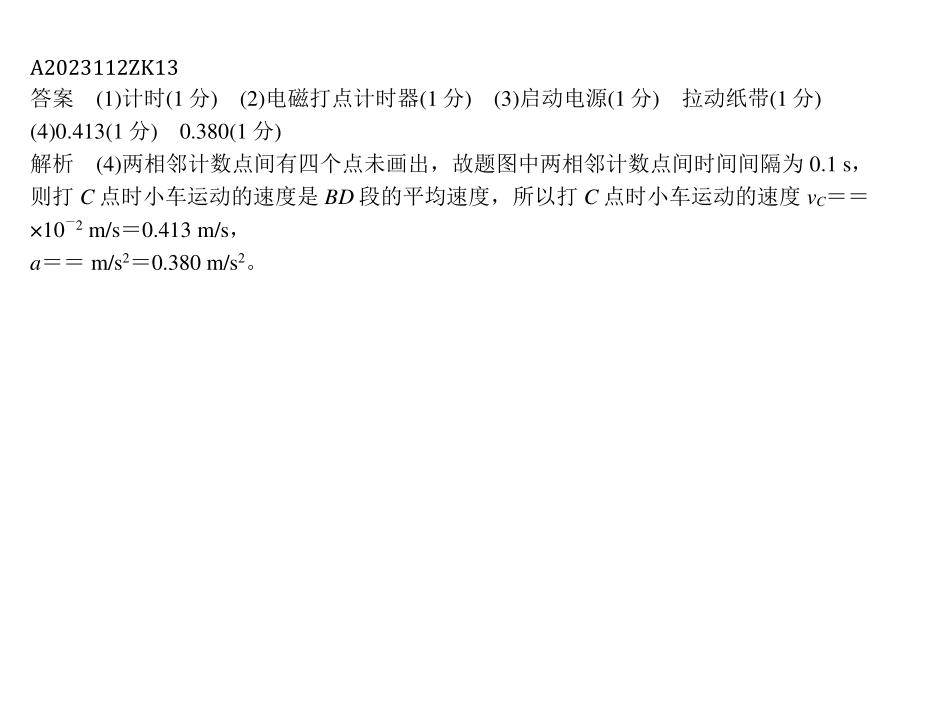 A2023112ZK13
答案　(1)计时(1 分)　(2)电磁打点计时器(1 分)　(3)启动电源(1 分)　拉动纸带(1 分)
(4)0.413(1 分)　0.380(1 分)
解析　(4)两相邻计数点间有四个点未画出，故题图中两相邻计数点间时间间隔为 0.1 s，
则打 C 点时小车运动的速度是 BD 段的平均速度，所以打 C 点时小车运动的速度 vC＝＝
×10－2 m/s＝0.413 m/s，
a＝＝ m/s2＝0.380 m/s2。